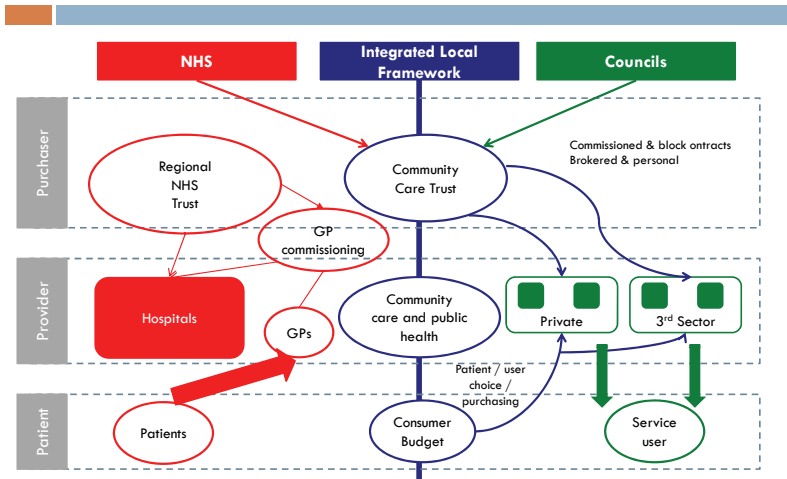 NHS
Integrated Local
Framework
Councils
Purchaser
Regional
NHS
Trust
Community
Care Trust
Commissioned & block ontracts
Brokered & personal
GP
commissioning
Provider
Hospitals
GPs
Community
care and public
health
Private
3rd Sector
Patient / user
choice /
purchasing
Patient
Patients
Consumer
Budget
Service
user